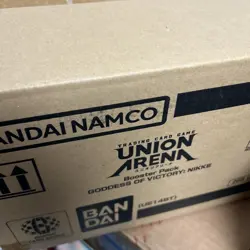 BANDAI NAMCO
TRADING CARD GAME
UNION
ARENA
Booster Pack
GODDESS OF VICTORY: NIKKE
BAN
DAI